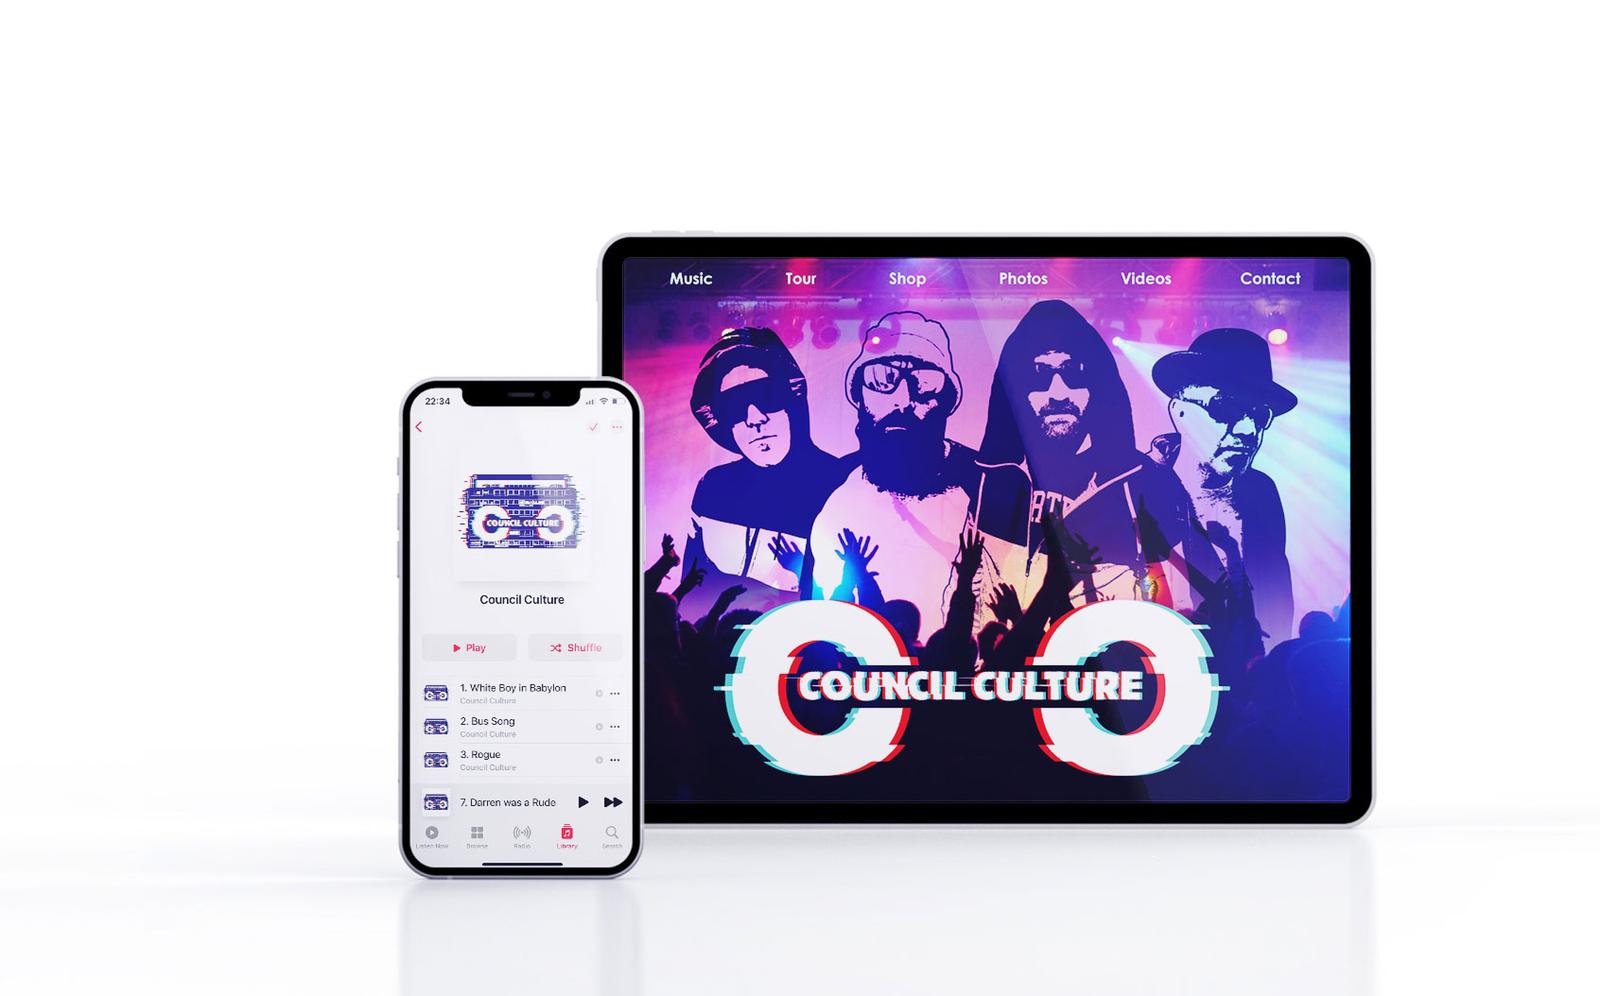 22:34
COUNCIL CULTURE
Council Culture
Play
Shuffle
1. White Boy in Babylon
Council Culture
2. Bus Song
Council Culture
3. Rogue
Council Culture
7. Darren was a Rude
Listen Now
Browse
Radio
Library
Search
Music
Tour
Shop
Photos
Videos
Contact
COUNCIL CULTURE